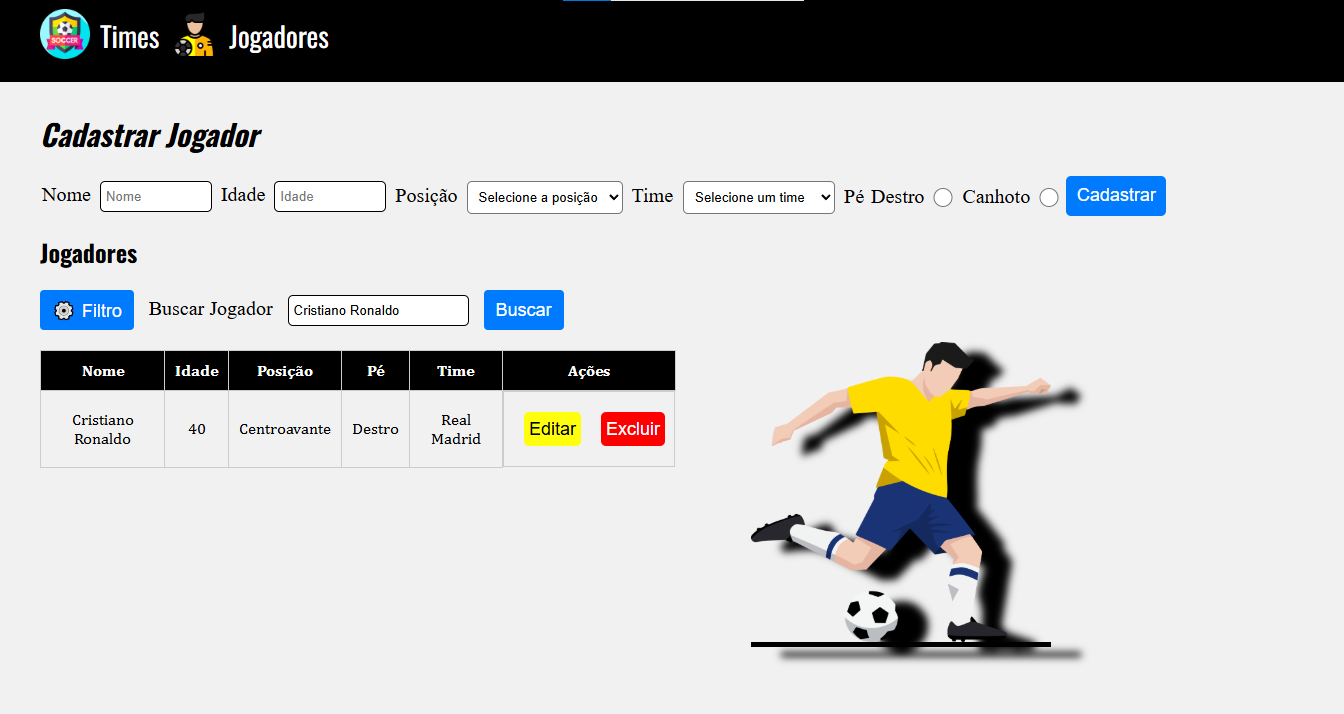 SOCCER
Times Jogadores
Cadastrar Jogador
Nome Nome Idade Idade Posição Selecione a posição Time Selecione um time Pé Destro Canhoto Cadastrar
Jogadores
Filtro Buscar Jogador Cristiano Ronaldo Buscar
Nome Idade Posição Pé Time Ações
Cristiano Ronaldo 40 Centroavante Destro Real Madrid Editar Excluir